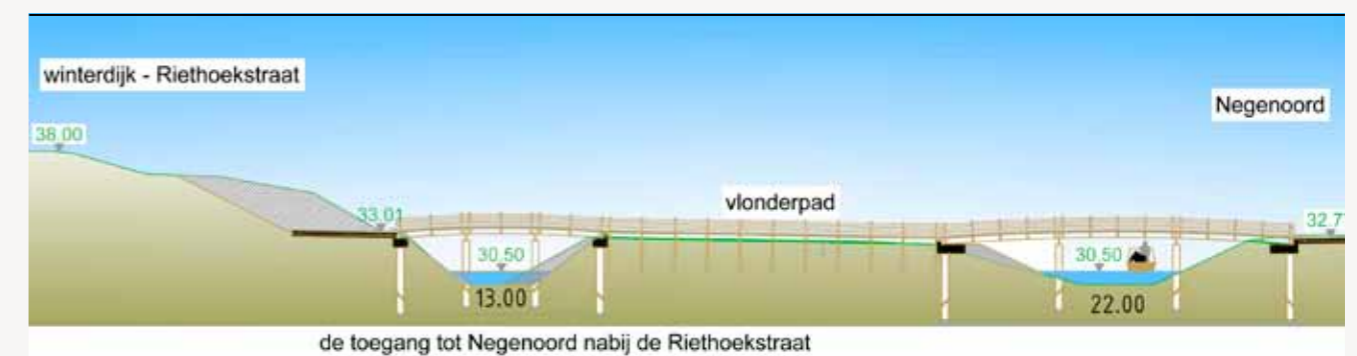 winterdijk - Riethoekstraat
Negenoord
38,00
vlonderpad
33,01
32,7
30,50
30,50
13.00
22.00
de toegang tot Negenoord nabij de Riethoekstraat